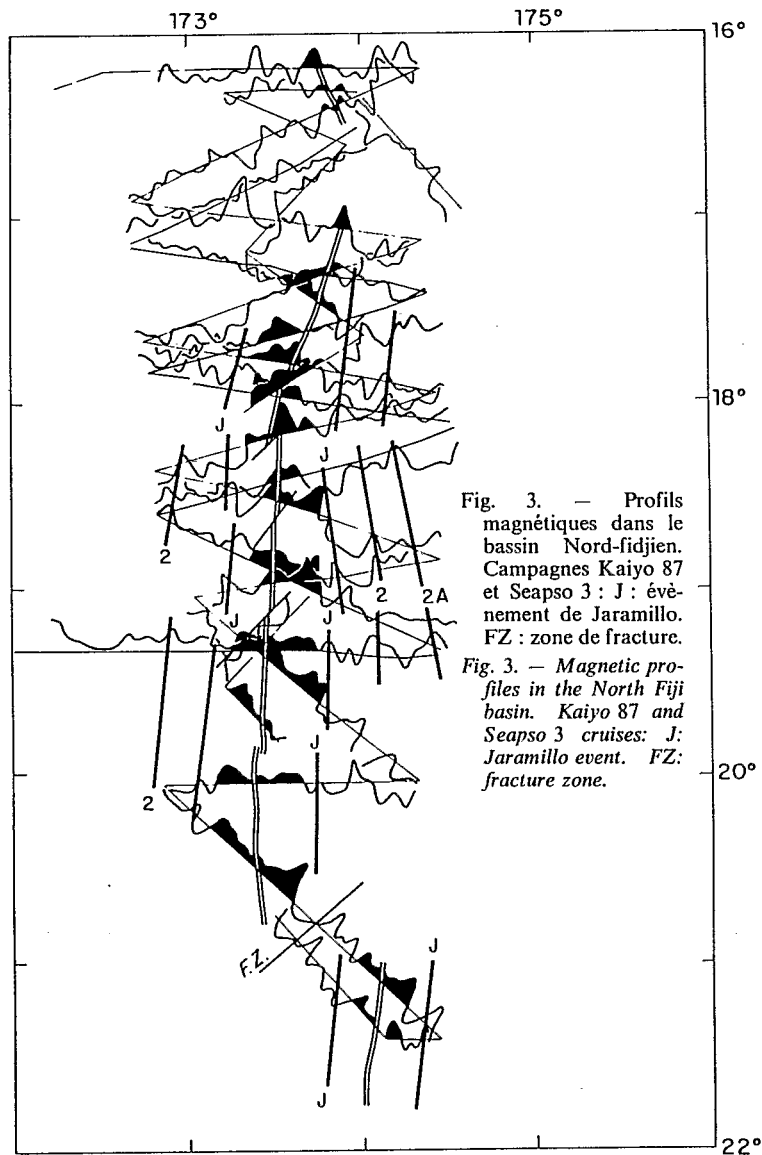 173° 175°
16°
J
18°
J
2
2
2A
Fig. 3. — Profils
magnétiques dans le
bassin Nord-fidjien.
Campagnes Kaiyo 87
et Seapso 3 : J : évè-
nement de Jaramillo.
FZ : zone de fracture.
Fig. 3. — Magnetic pro-
files in the North Fiji
basin. Kaiyo 87 and
Seapso 3 cruises: J:
Jaramillo event. FZ:
fracture zone.
J
J
J
2
20°
F.Z.
J
J
22°